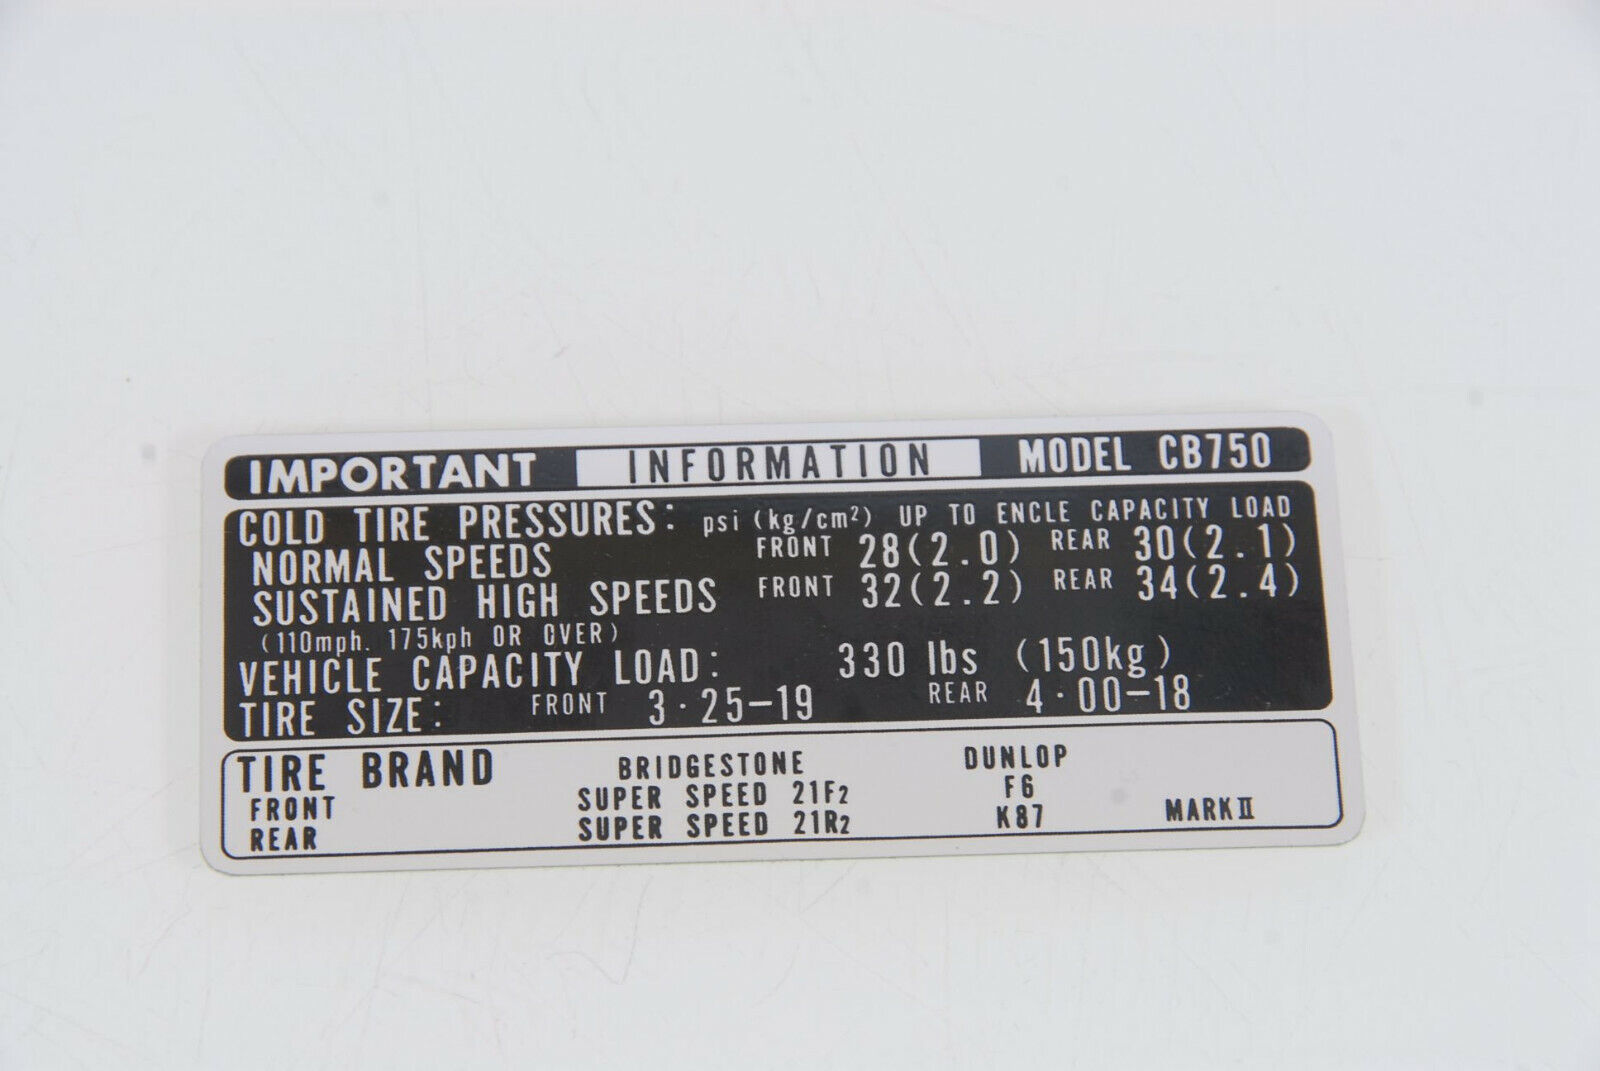 IMPORTANT INFORMATION MODEL CB750
COLD TIRE PRESSURES: psi (kg/cm²) UP TO ENCLE CAPACITY LOAD
NORMAL SPEEDS FRONT 28(2.0) REAR 30(2.1)
SUSTAINED HIGH SPEEDS FRONT 32(2.2) REAR 34(2.4)
(110mph. 175kph OR OVER)
VEHICLE CAPACITY LOAD: 330 lbs (150kg)
TIRE SIZE: FRONT 3·25-19 REAR 4·00-18
TIRE BRAND BRIDGESTONE DUNLOP
FRONT SUPER SPEED 21F2 F6
REAR SUPER SPEED 21R2 K87 MARK II